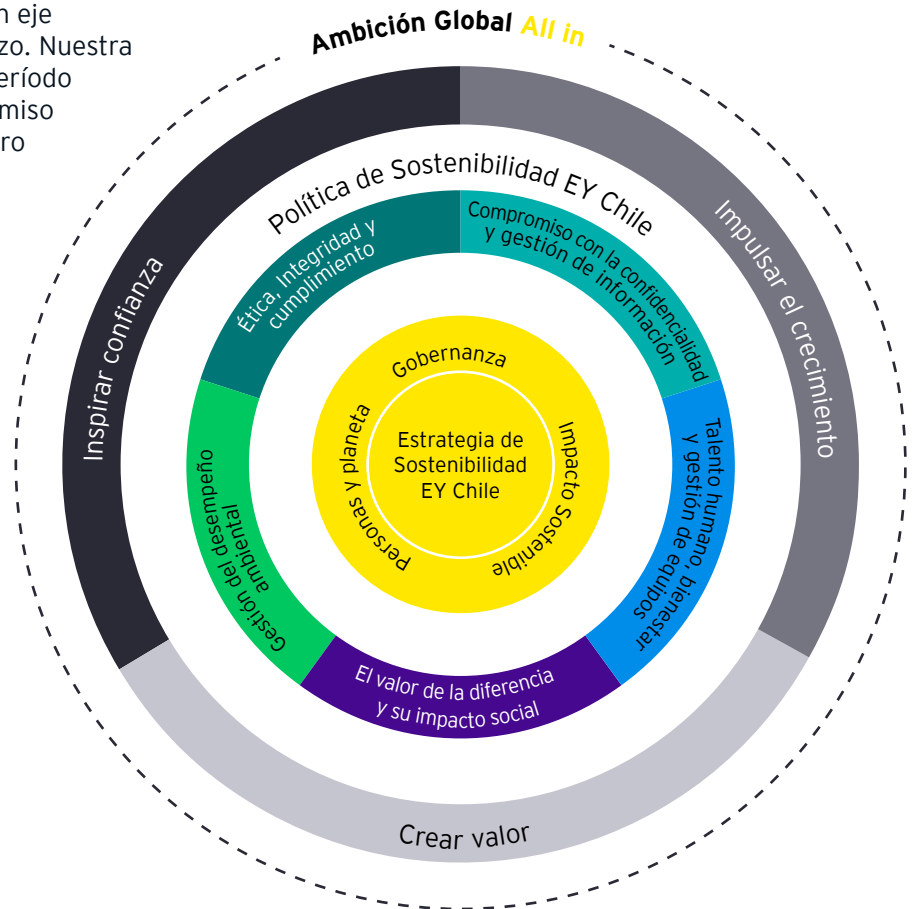 n eje
zo. Nuestra
eríodo
miso
ro
Ambición Global All in
Inspirar confianza
Impulsar el crecimiento
Crear valor
Política de Sostenibilidad EY Chile
Ética, Integridad y
cumplimiento
Compromiso con la confidencialidad
y gestión de información
Talento humano, bienestar
y gestión de equipos
El valor de la diferencia
y su impacto social
Gestión del desempeño
ambiental
Gobernanza
Impacto Sostenible
Personas y planeta
Estrategia de
Sostenibilidad
EY Chile